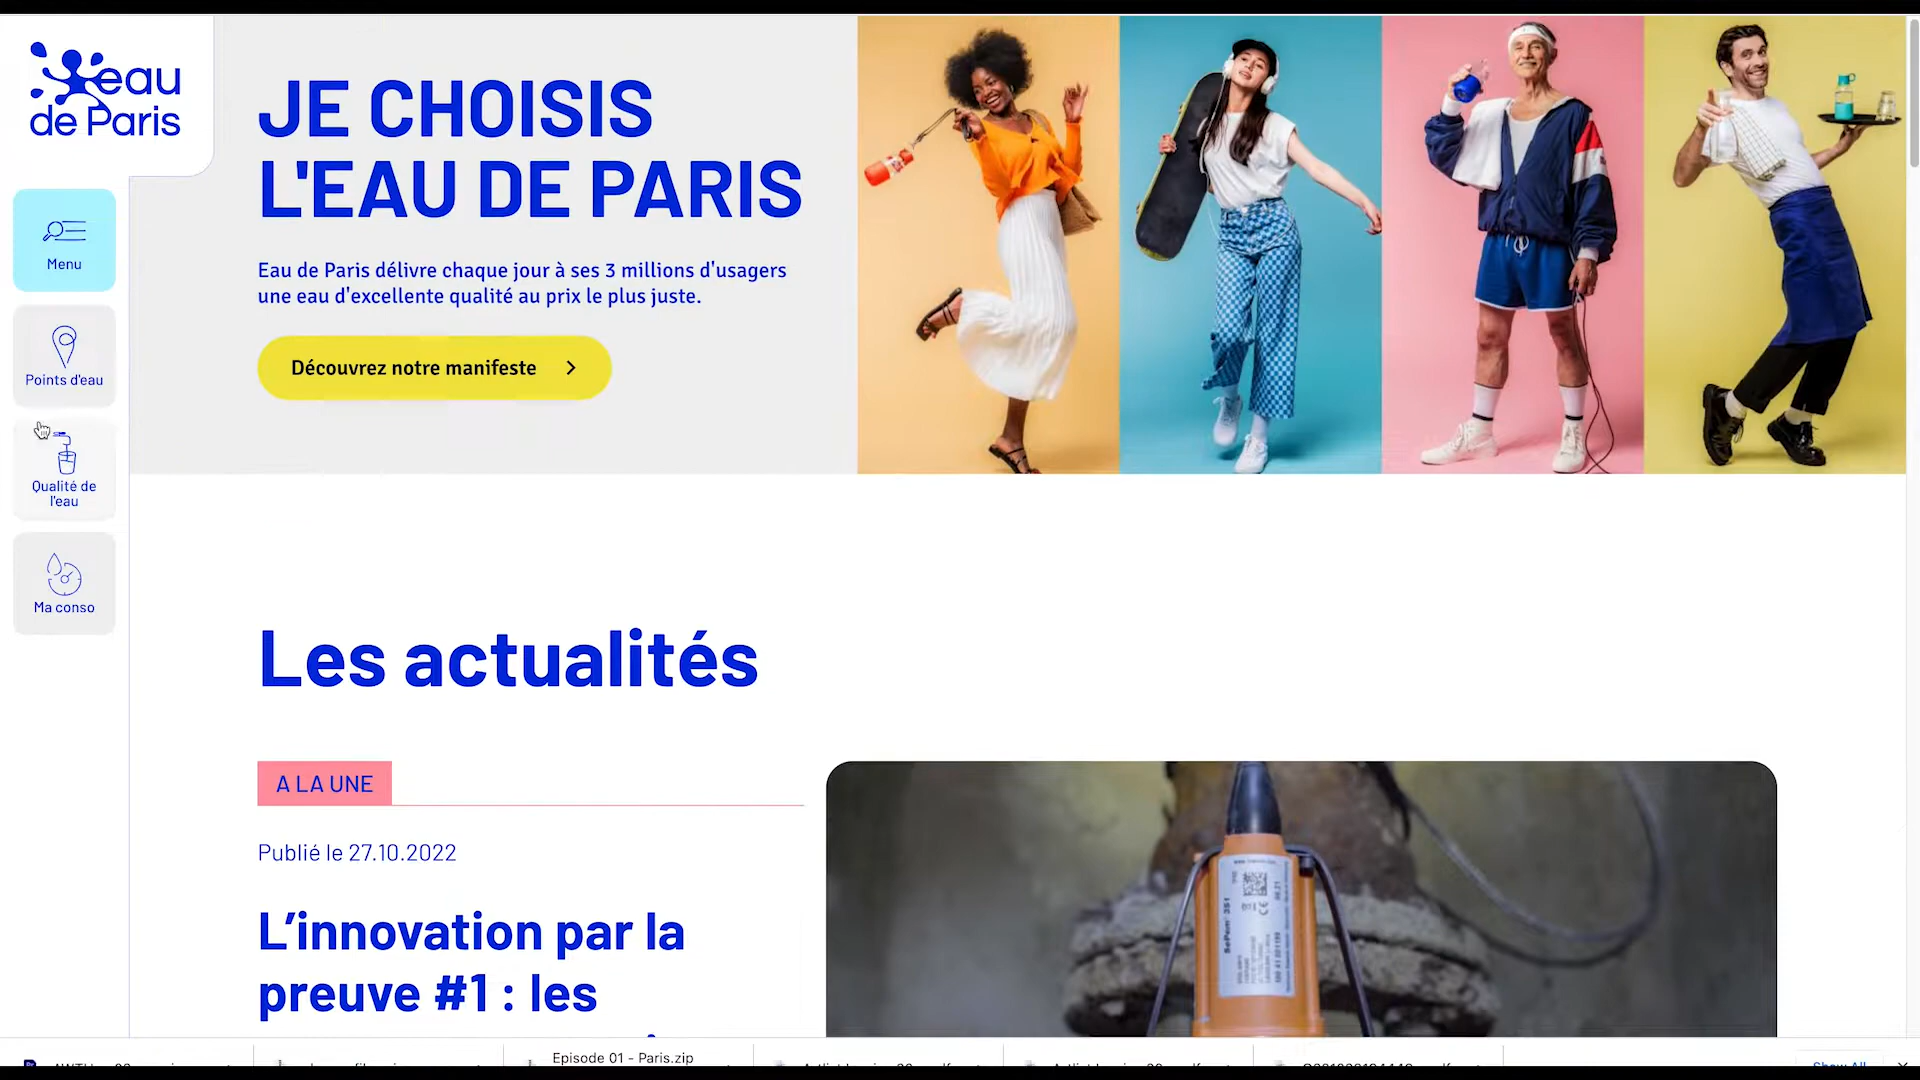 eau
de Paris
Menu
Points d'eau
Qualité de
l'eau
Ma conso
JE CHOISIS
L'EAU DE PARIS
Eau de Paris délivre chaque jour à ses 3 millions d'usagers
une eau d'excellente qualité au prix le plus juste.
Découvrez notre manifeste
Les actualités
A LA UNE
Publié le 27.10.2022
L’innovation par la
preuve #1 : les
Episode 01 - Paris.zip
Show All